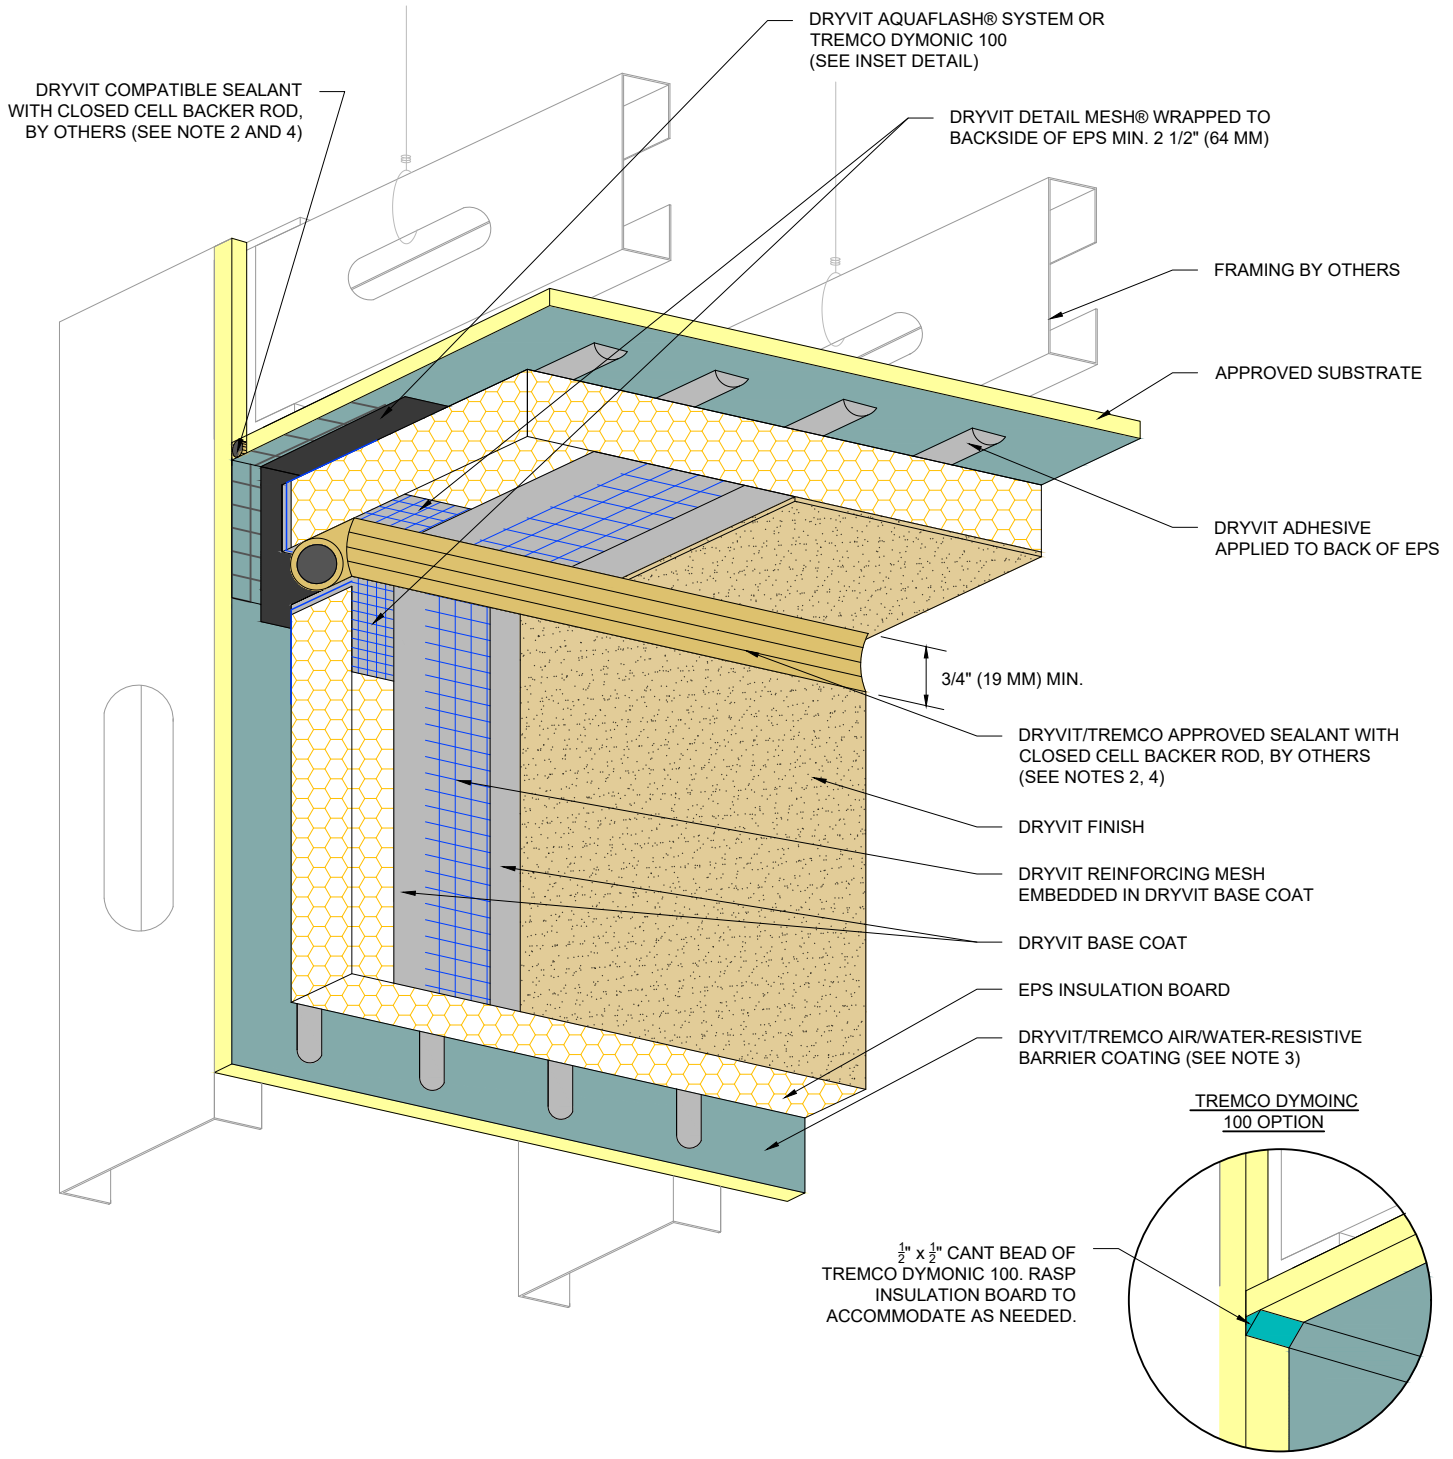 DRYVIT AQUAFLASH® SYSTEM OR
TREMCO DYMONIC 100
(SEE INSET DETAIL)
DRYVIT COMPATIBLE SEALANT
WITH CLOSED CELL BACKER ROD,
BY OTHERS (SEE NOTE 2 AND 4)
DRYVIT DETAIL MESH® WRAPPED TO
BACKSIDE OF EPS MIN. 2 1/2" (64 MM)
FRAMING BY OTHERS
APPROVED SUBSTRATE
DRYVIT ADHESIVE
APPLIED TO BACK OF EPS
3/4" (19 MM) MIN.
DRYVIT/TREMCO APPROVED SEALANT WITH
CLOSED CELL BACKER ROD, BY OTHERS
(SEE NOTES 2, 4)
DRYVIT FINISH
DRYVIT REINFORCING MESH
EMBEDDED IN DRYVIT BASE COAT
DRYVIT BASE COAT
EPS INSULATION BOARD
DRYVIT/TREMCO AIR/WATER-RESISTIVE
BARRIER COATING (SEE NOTE 3)
TREMCO DYMOINC
100 OPTION
1/2" x 1/2" CANT BEAD OF
TREMCO DYMONIC 100. RASP
INSULATION BOARD TO
ACCOMMODATE AS NEEDED.